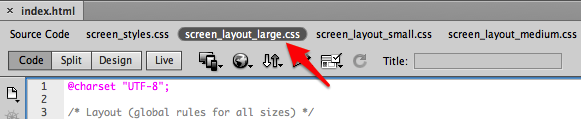 × index.html
Source Code screen_styles.css screen_layout_large.css screen_layout_small.css screen_layout_medium.css
Code Split Design Live Title:
1 @charset "UTF-8";
2
3 /* Layout (global rules for all sizes) */